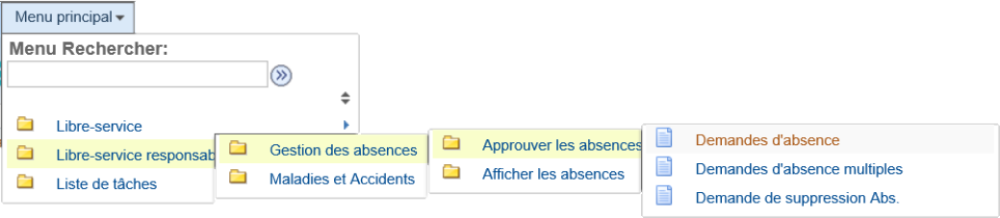 Menu principal
Menu Rechercher:
Libre-service
Libre-service responsab
Liste de tâches
Gestion des absences
Maladies et Accidents
Approuver les absences
Afficher les absences
Demandes d'absence
Demandes d'absence multiples
Demande de suppression Abs.